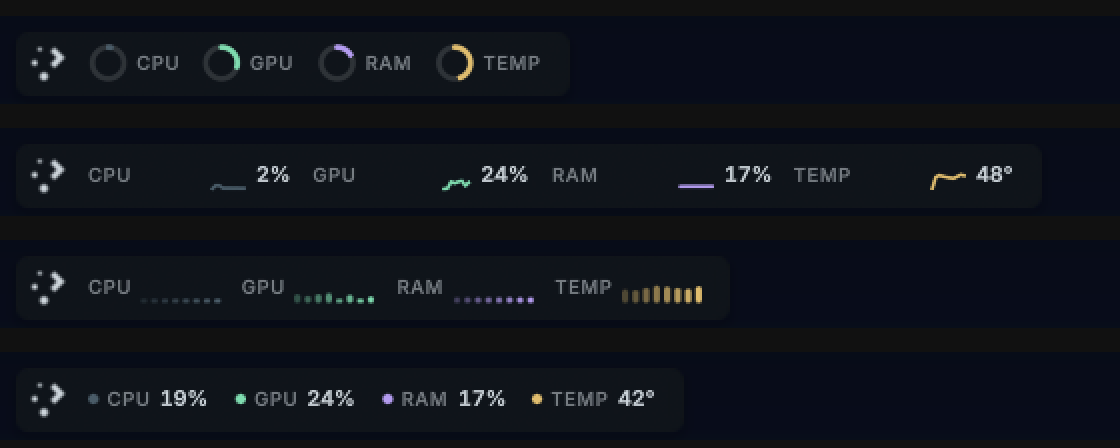 CPU GPU RAM TEMP
CPU 2% GPU 24% RAM 17% TEMP 48°
CPU GPU RAM TEMP
CPU 19% GPU 24% RAM 17% TEMP 42°